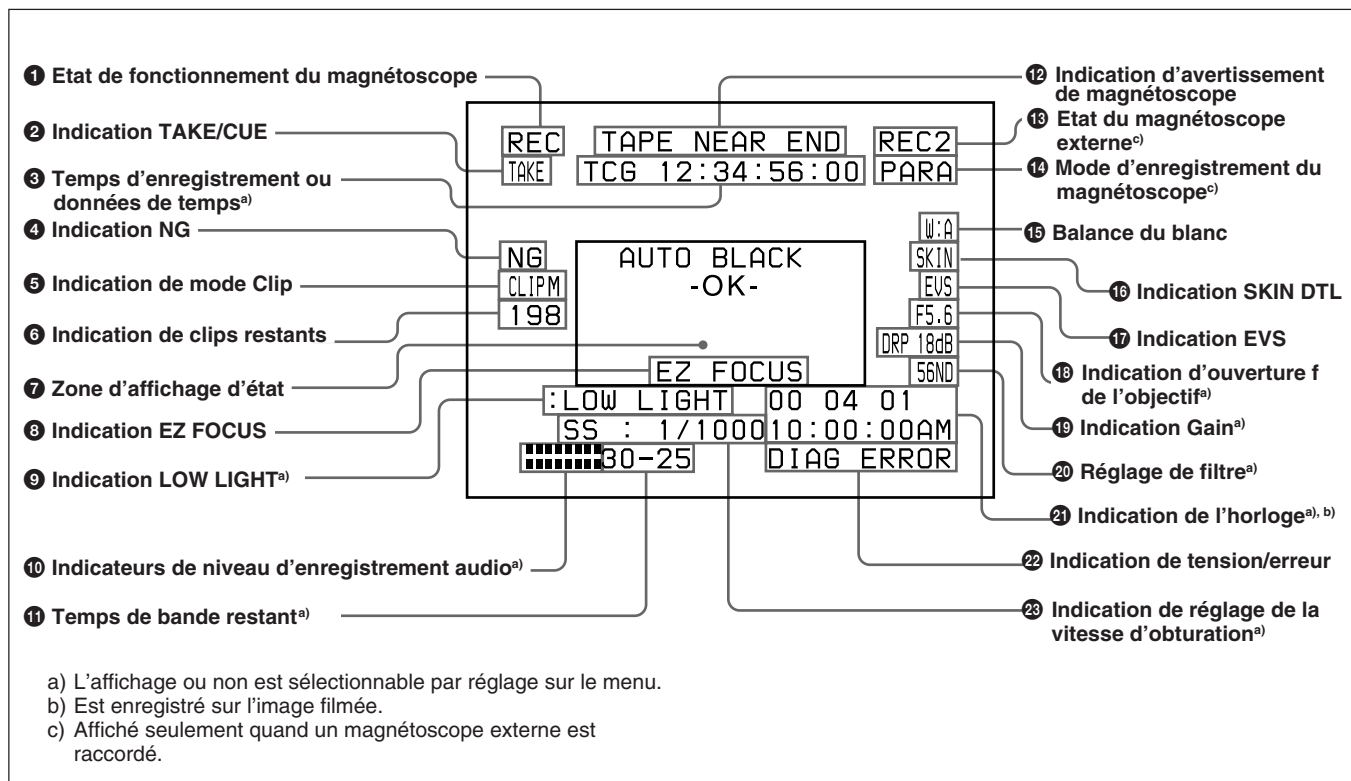 ❶ Etat de fonctionnement du magnétoscope
❷ Indication TAKE/CUE
❸ Temps d'enregistrement ou
données de temps a)
❹ Indication NG
❺ Indication de mode Clip
❻ Indication de clips restants
❼ Zone d'affichage d'état
❽ Indication EZ FOCUS
❾ Indication LOW LIGHT a)
❿ Indicateurs de niveau d'enregistrement audio a)
⓫ Temps de bande restant a)
REC TAPE NEAR END REC2
TAKE TCG 12:34:56:00 PARA
W:A
NG AUTO BLACK SKIN
CLIP M -OK- EVS
198 F5.6
DRP 18dB
EZ FOCUS 56ND
:LOW LIGHT 00 04 01
SS : 1/1000 10:00:00AM
30-25 DIAG ERROR
⓬ Indication d'avertissement
de magnétoscope
⓭ Etat du magnétoscope
externe c)
⓮ Mode d'enregistrement du
magnétoscope c)
⓯ Balance du blanc
⓰ Indication SKIN DTL
⓱ Indication EVS
⓲ Indication d'ouverture f
de l'objectif a)
⓳ Indication Gain a)
⓴ Réglage de filtre a)
㉑ Indication de l'horloge a), b)
㉒ Indication de tension/erreur
㉓ Indication de réglage de la
vitesse d'obturation a)
a) L'affichage ou non est sélectionnable par réglage sur le menu.
b) Est enregistré sur l'image filmée.
c) Affiché seulement quand un magnétoscope externe est
raccordé.